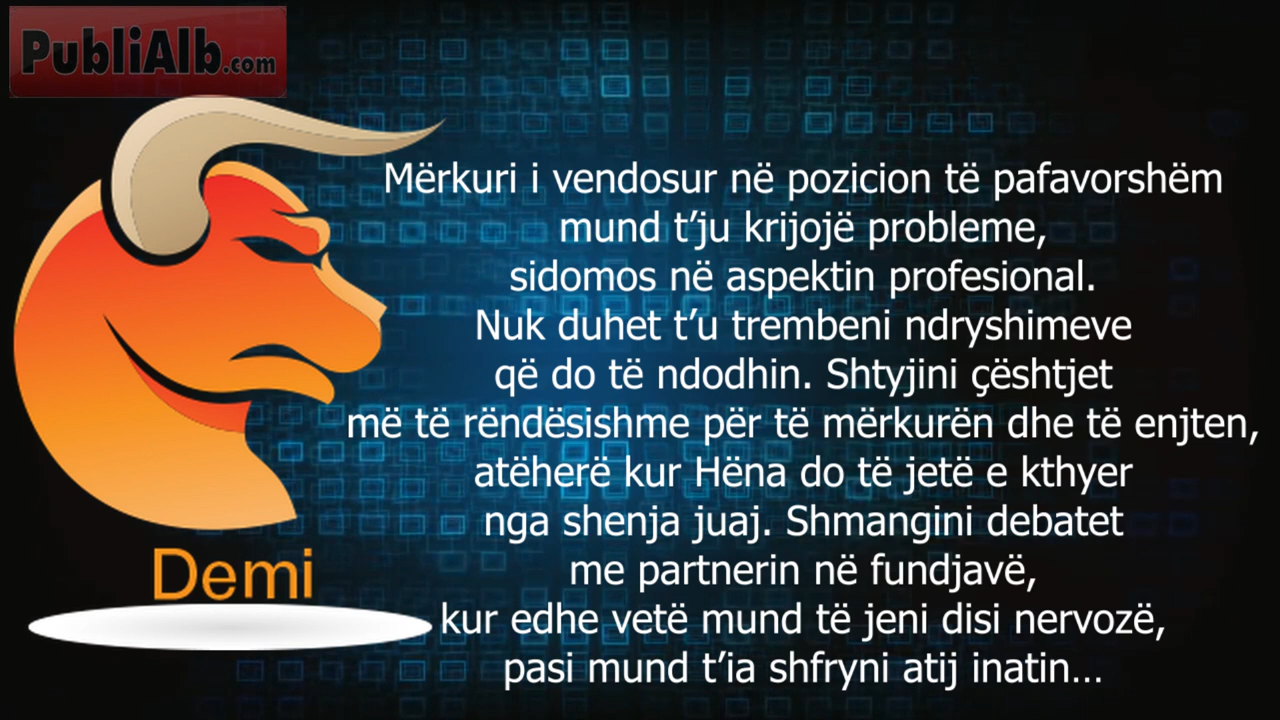 PubliAlb.com
Mërkuri i vendosur në pozicion të pafavorshëm
mund t’ju krijojë probleme,
sidomos në aspektin profesional.
Nuk duhet t’u trembeni ndryshimeve
që do të ndodhin. Shtyjini çështjet
më të rëndësishme për të mërkurën dhe të enjten,
atëherë kur Hëna do të jetë e kthyer
nga shenja juaj. Shmangini debatet
me partnerin në fundjavë,
kur edhe vetë mund të jeni disi nervozë,
pasi mund t’ia shfryni atij inatin...
Demi